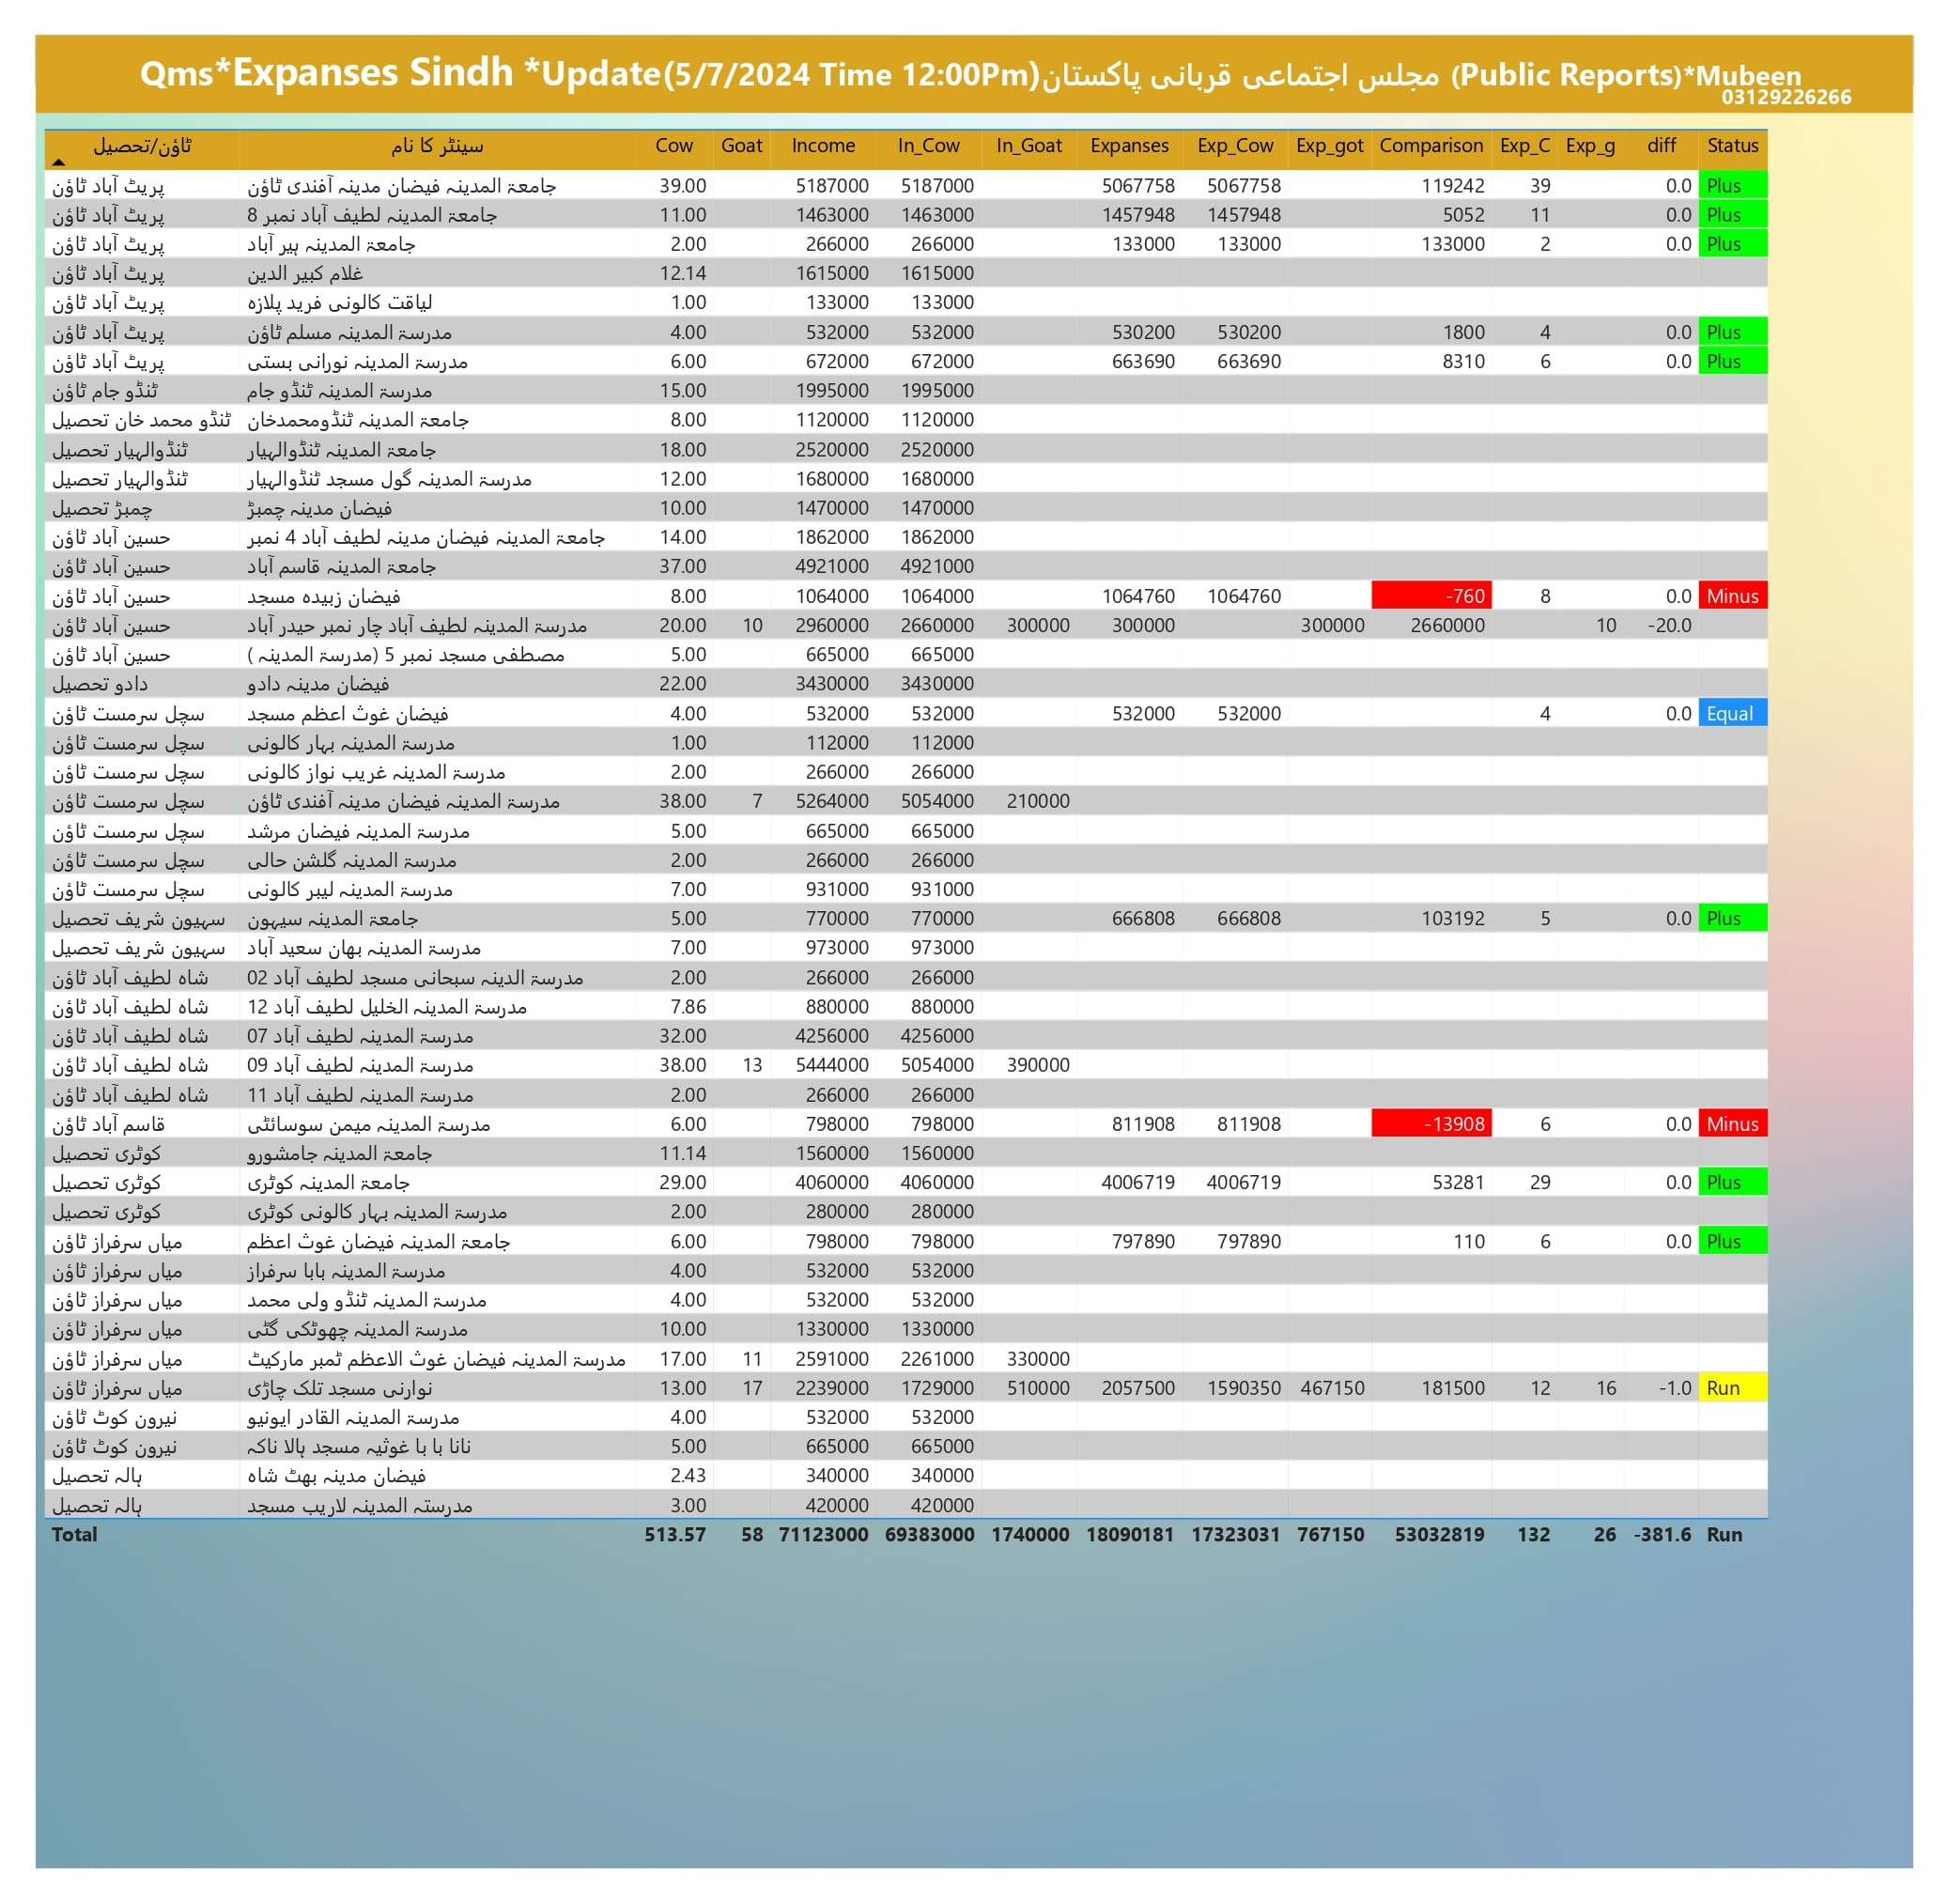 Qms*Expanses Sindh *Update(5/7/2024 Time 12:00Pm)مجلس اجتماعی قربانی پاکستان (Public Reports)*Mubeen
03129226266
ٹاؤن/تحصیل سینٹر کا نام Cow Goat Income In_Cow In_Goat Expanses Exp_Cow Exp_got Comparison Exp_C Exp_g diff Status
پریٹ آباد ٹاؤن جامعۃ المدینہ فیضان مدینہ آفندی ٹاؤن 39.00 5187000 5187000 5067758 5067758 119242 39 0.0 Plus
پریٹ آباد ٹاؤن جامعۃ المدینہ لطیف آباد نمبر 8 11.00 1463000 1463000 1457948 1457948 5052 11 0.0 Plus
پریٹ آباد ٹاؤن جامعۃ المدینہ ہیر آباد 2.00 266000 266000 133000 133000 133000 2 0.0 Plus
پریٹ آباد ٹاؤن غلام کبیر الدین 12.14 1615000 1615000
پریٹ آباد ٹاؤن لیاقت کالونی فرید پلازہ 1.00 133000 133000
پریٹ آباد ٹاؤن مدرسۃ المدینہ مسلم ٹاؤن 4.00 532000 532000 530200 530200 1800 4 0.0 Plus
پریٹ آباد ٹاؤن مدرسۃ المدینہ نورانی بستی 6.00 672000 672000 663690 663690 8310 6 0.0 Plus
ٹنڈو جام ٹاؤن مدرسۃ المدینہ ٹنڈو جام 15.00 1995000 1995000
ٹنڈو محمد خان تحصیل جامعۃ المدینہ ٹنڈومحمدخان 8.00 1120000 1120000
ٹنڈوالہیار تحصیل جامعۃ المدینہ ٹنڈوالہیار 18.00 2520000 2520000
ٹنڈوالہیار تحصیل مدرسۃ المدینہ گول مسجد ٹنڈوالہیار 12.00 1680000 1680000
چمبڑ تحصیل فیضان مدینہ چمبڑ 10.00 1470000 1470000
حسین آباد ٹاؤن جامعۃ المدینہ فیضان مدینہ لطیف آباد 4 نمبر 14.00 1862000 1862000
حسین آباد ٹاؤن جامعۃ المدینہ قاسم آباد 37.00 4921000 4921000
حسین آباد ٹاؤن فیضان زبیدہ مسجد 8.00 1064000 1064000 1064760 1064760 -760 8 0.0 Minus
حسین آباد ٹاؤن مدرسۃ المدینہ لطیف آباد چار نمبر حیدر آباد 20.00 10 2960000 2660000 300000 300000 300000 2660000 10 -20.0
حسین آباد ٹاؤن مصطفی مسجد نمبر 5 (مدرسۃ المدینہ ) 5.00 665000 665000
دادو تحصیل فیضان مدینہ دادو 22.00 3430000 3430000
سچل سرمست ٹاؤن فیضان غوث اعظم مسجد 4.00 532000 532000 532000 532000 4 0.0 Equal
سچل سرمست ٹاؤن مدرسۃ المدینہ بہار کالونی 1.00 112000 112000
سچل سرمست ٹاؤن مدرسۃ المدینہ غریب نواز کالونی 2.00 266000 266000
سچل سرمست ٹاؤن مدرسۃ المدینہ فیضان مدینہ آفندی ٹاؤن 38.00 7 5264000 5054000 210000
سچل سرمست ٹاؤن مدرسۃ المدینہ فیضان مرشد 5.00 665000 665000
سچل سرمست ٹاؤن مدرسۃ المدینہ گلشن حالی 2.00 266000 266000
سچل سرمست ٹاؤن مدرسۃ المدینہ لیبر کالونی 7.00 931000 931000
سہیون شریف تحصیل جامعۃ المدینہ سیہون 5.00 770000 770000 666808 666808 103192 5 0.0 Plus
سہیون شریف تحصیل مدرسۃ المدینہ بھان سعید آباد 7.00 973000 973000
شاہ لطیف آباد ٹاؤن مدرسۃ الدینہ سبحانی مسجد لطیف آباد 02 2.00 266000 266000
شاہ لطیف آباد ٹاؤن مدرسۃ المدینہ الخلیل لطیف آباد 12 7.86 880000 880000
شاہ لطیف آباد ٹاؤن مدرسۃ المدینہ لطیف آباد 07 32.00 4256000 4256000
شاہ لطیف آباد ٹاؤن مدرسۃ المدینہ لطیف آباد 09 38.00 13 5444000 5054000 390000
شاہ لطیف آباد ٹاؤن مدرسۃ المدینہ لطیف آباد 11 2.00 266000 266000
قاسم آباد ٹاؤن مدرسۃ المدینہ میمن سوسائٹی 6.00 798000 798000 811908 811908 -13908 6 0.0 Minus
کوٹری تحصیل جامعۃ المدینہ جامشورو 11.14 1560000 1560000
کوٹری تحصیل جامعۃ المدینہ کوٹری 29.00 4060000 4060000 4006719 4006719 53281 29 0.0 Plus
کوٹری تحصیل مدرسۃ المدینہ بہار کالونی کوٹری 2.00 280000 280000
میاں سرفراز ٹاؤن جامعۃ المدینہ فیضان غوث اعظم 6.00 798000 798000 797890 797890 110 6 0.0 Plus
میاں سرفراز ٹاؤن مدرسۃ المدینہ بابا سرفراز 4.00 532000 532000
میاں سرفراز ٹاؤن مدرسۃ المدینہ ٹنڈو ولی محمد 4.00 532000 532000
میاں سرفراز ٹاؤن مدرسۃ المدینہ چھوٹکی گٹی 10.00 1330000 1330000
میاں سرفراز ٹاؤن مدرسۃ المدینہ فیضان غوث الاعظم ٹمبر مارکیٹ 17.00 11 2591000 2261000 330000
میاں سرفراز ٹاؤن نوارنی مسجد تلک چاڑی 13.00 17 2239000 1729000 510000 2057500 1590350 467150 181500 12 16 -1.0 Run
نیرون کوٹ ٹاؤن مدرسۃ المدینہ القادر ایونیو 4.00 532000 532000
نیرون کوٹ ٹاؤن نانا با با غوثیہ مسجد ہالا ناکہ 5.00 665000 665000
ہالہ تحصیل فیضان مدینہ بھٹ شاہ 2.43 340000 340000
ہالہ تحصیل مدرستہ المدینہ لاریب مسجد 3.00 420000 420000
Total 513.57 58 71123000 69383000 1740000 18090181 17323031 767150 53032819 132 26 -381.6 Run